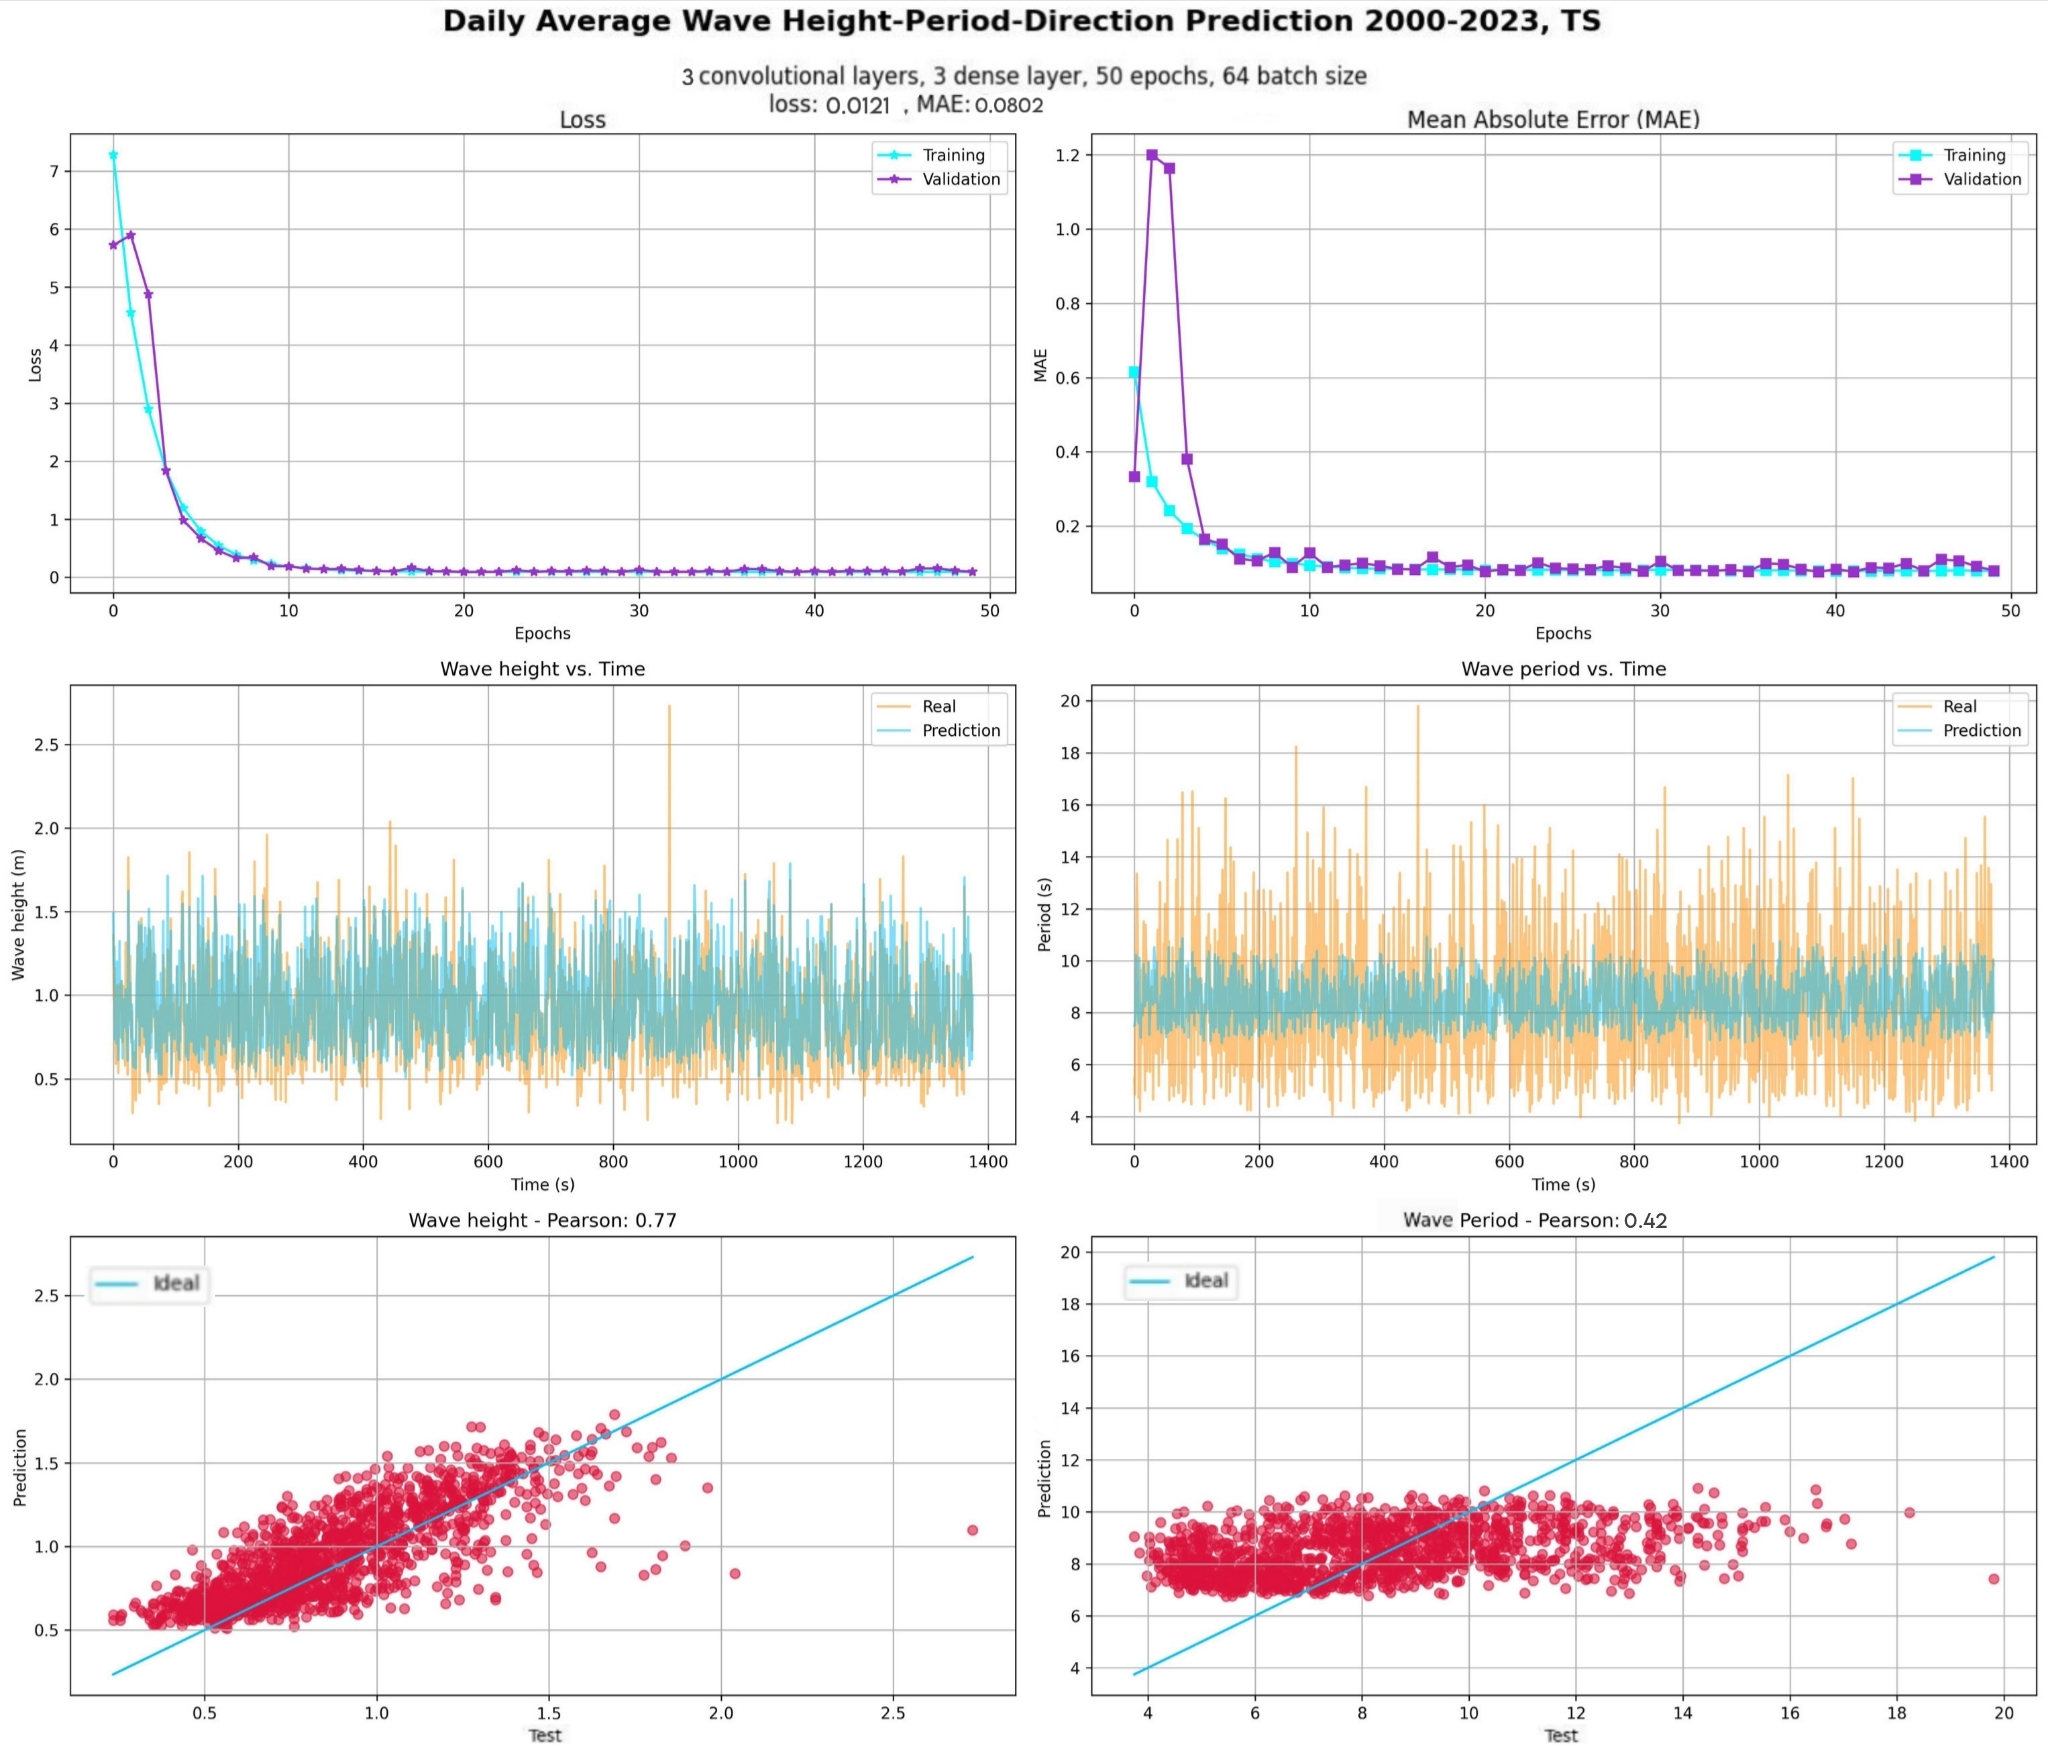 Daily Average Wave Height-Period-Direction Prediction 2000-2023, TS
3 convolutional layers, 3 dense layer, 50 epochs, 64 batch size
loss: 0.0121 , MAE: 0.0802
Loss
Training
Validation
7
6
5
4
3
2
1
0
Loss
0 10 20 30 40 50
Epochs
Mean Absolute Error (MAE)
Training
Validation
1.2
1.0
0.8
0.6
0.4
0.2
MAE
0 10 20 30 40 50
Epochs
Wave height vs. Time
Real
Prediction
2.5
2.0
1.5
1.0
0.5
Wave height (m)
0 200 400 600 800 1000 1200 1400
Time (s)
Wave period vs. Time
Real
Prediction
20
18
16
14
12
10
8
6
4
Period (s)
0 200 400 600 800 1000 1200 1400
Time (s)
Wave height - Pearson: 0.77
Ideal
2.5
2.0
1.5
1.0
0.5
Prediction
0.5 1.0 1.5 2.0 2.5
Test
Wave Period - Pearson: 0.42
Ideal
20
18
16
14
12
10
8
6
4
Prediction
4 6 8 10 12 14 16 18 20
Test